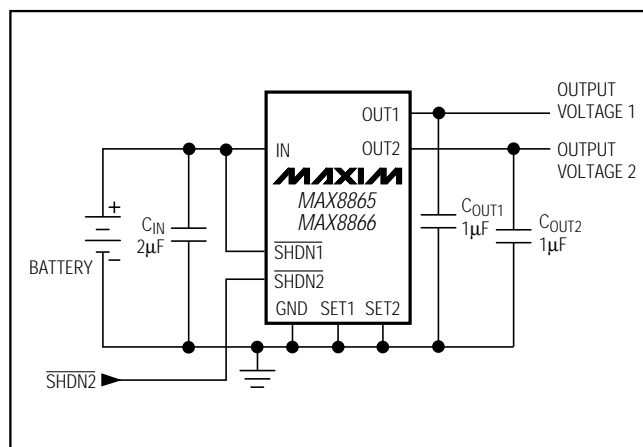 OUTPUT
VOLTAGE 1
OUT1
IN
OUT2
OUTPUT
VOLTAGE 2
MAXIM
MAX8865
MAX8866
+
CIN
2µF
COUT1
1µF
COUT2
1µF
BATTERY
−
SHDN1
SHDN2
GND SET1 SET2
SHDN2